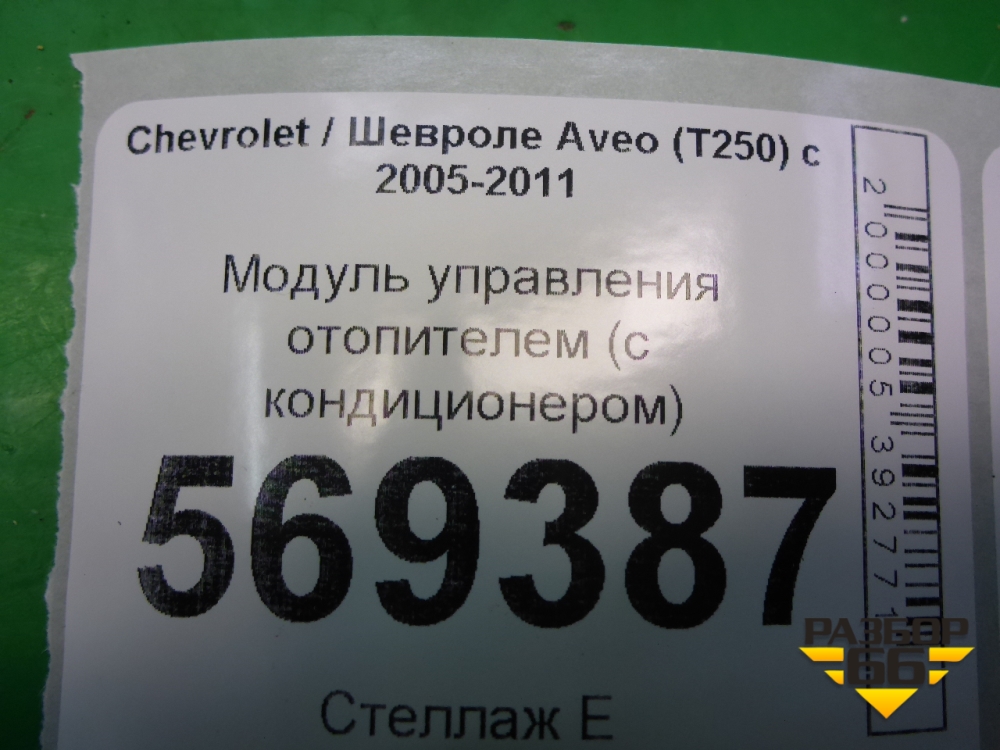 Chevrolet / Шевроле Aveo (T250) с
2005-2011
Модуль управления
отопителем (с
кондиционером)
569387
Стеллаж Е
2000005392771
РАЗБОР
66